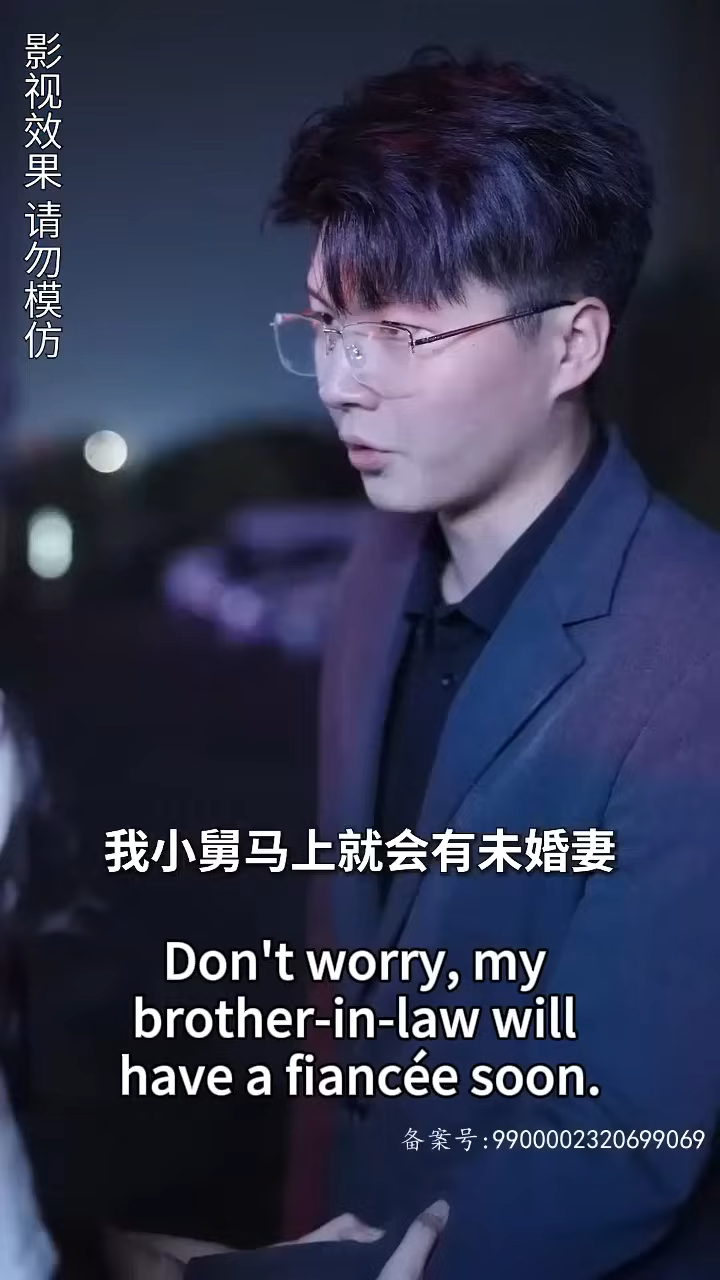 影视效果 请勿模仿
我小舅马上就会有未婚妻
Don't worry, my
brother-in-law will
have a fiancée soon.
备案号:9900002320699069